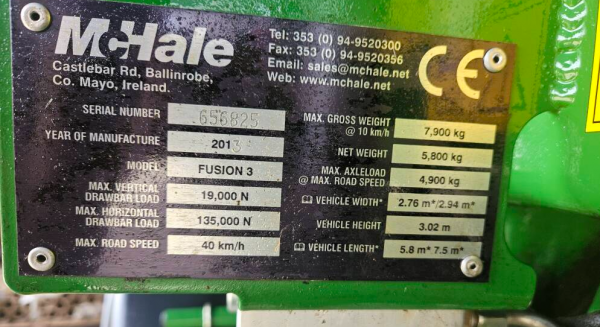 McHale
Castlebar Rd, Ballinrobe,
Co. Mayo, Ireland.
Tel: 353 (0) 94-9520300
Fax: 353 (0) 94-9520356
Email: sales@mchale.net
Web: www.mchale.net
CE
SERIAL NUMBER 656825
YEAR OF MANUFACTURE 2013
MODEL FUSION 3
MAX. VERTICAL
DRAWBAR LOAD 19,000 N
MAX. HORIZONTAL
DRAWBAR LOAD 135,000 N
MAX. ROAD SPEED 40 km/h
MAX. GROSS WEIGHT
@ 10 km/h 7,900 kg
NET WEIGHT 5,800 kg
MAX. AXLELOAD
@ MAX. ROAD SPEED 4,900 kg
VEHICLE WIDTH* 2.76 m*/2.94 m*
VEHICLE HEIGHT 3.02 m
VEHICLE LENGTH* 5.8 m* 7.5 m*